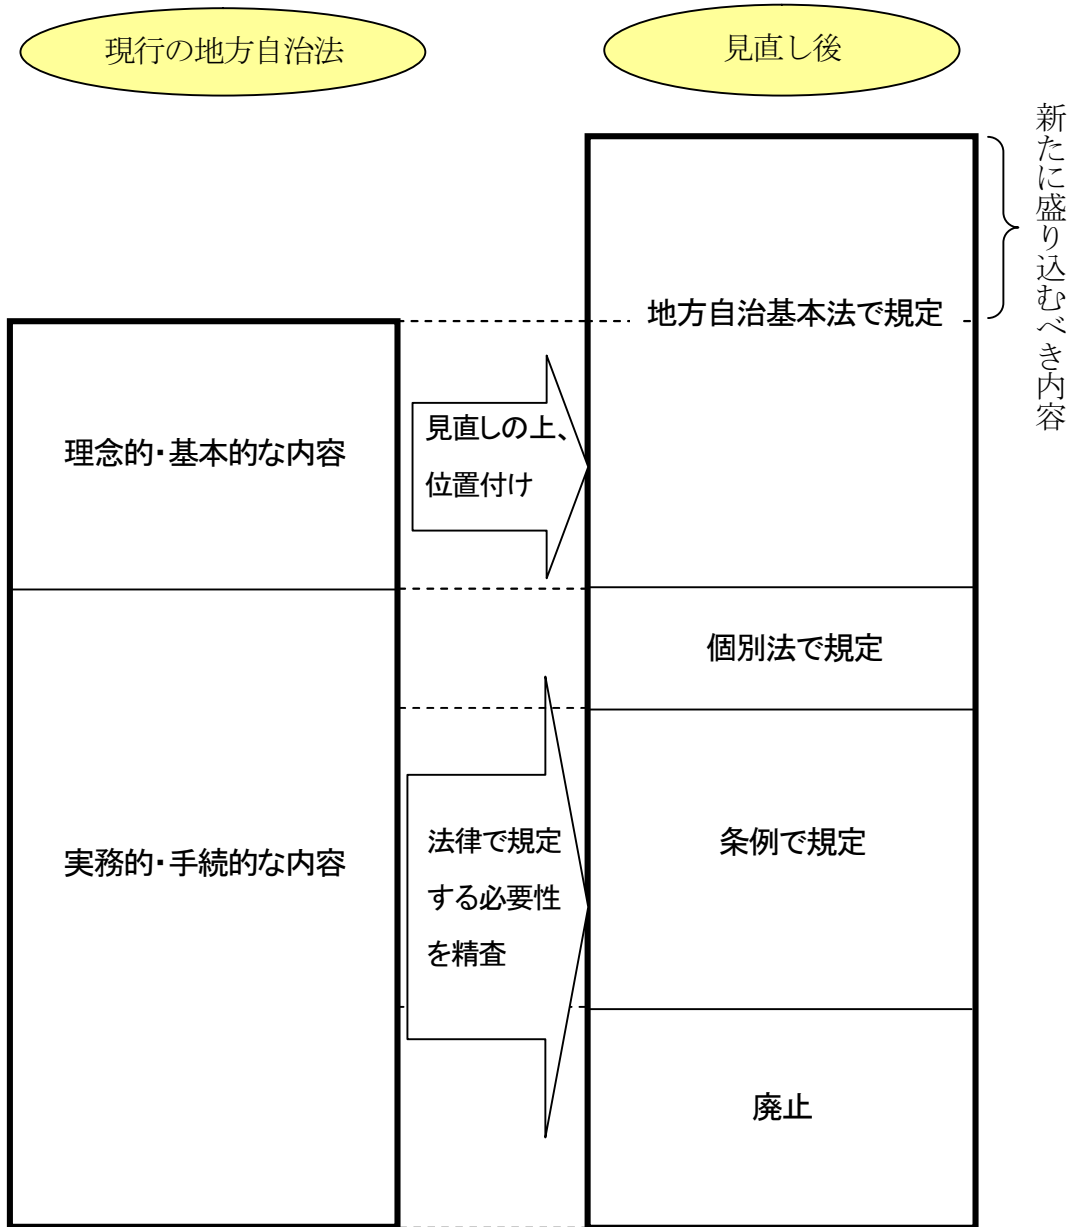 現行の地方自治法
見直し後
新たに盛り込むべき内容
地方自治基本法で規定
理念的・基本的な内容
見直しの上、
位置付け
個別法で規定
実務的・手続的な内容
法律で規定
する必要性
を精査
条例で規定
廃止